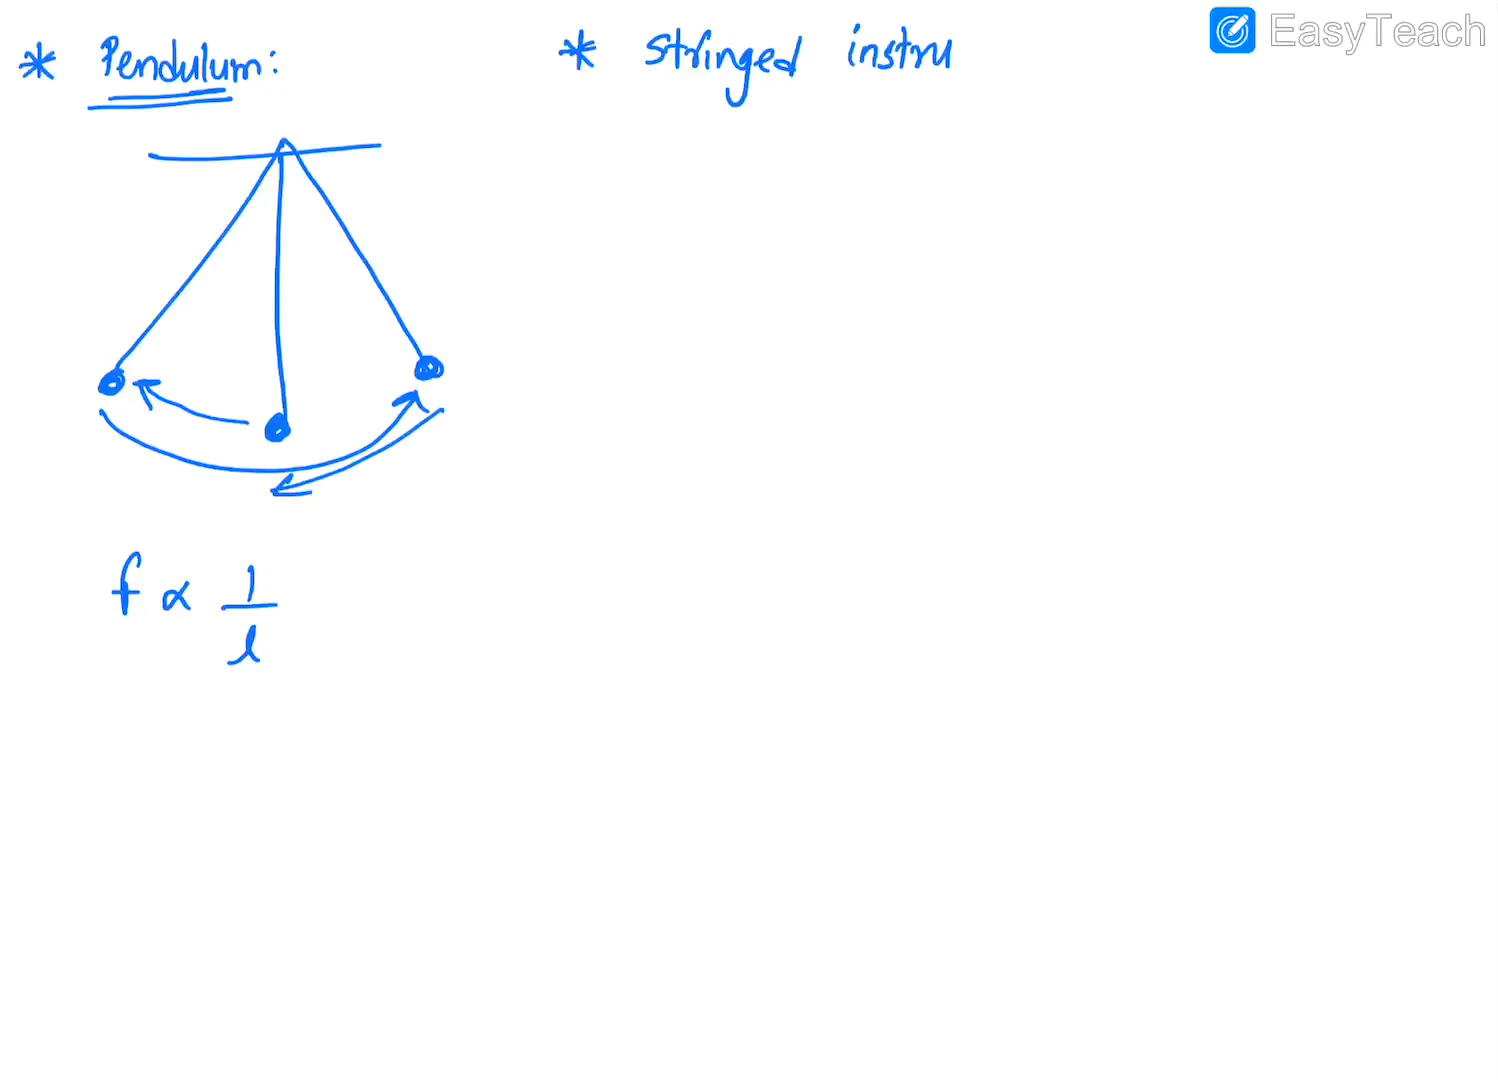 * Pendulum:
* Stringed instru
EasyTeach
f ∝ 1/l